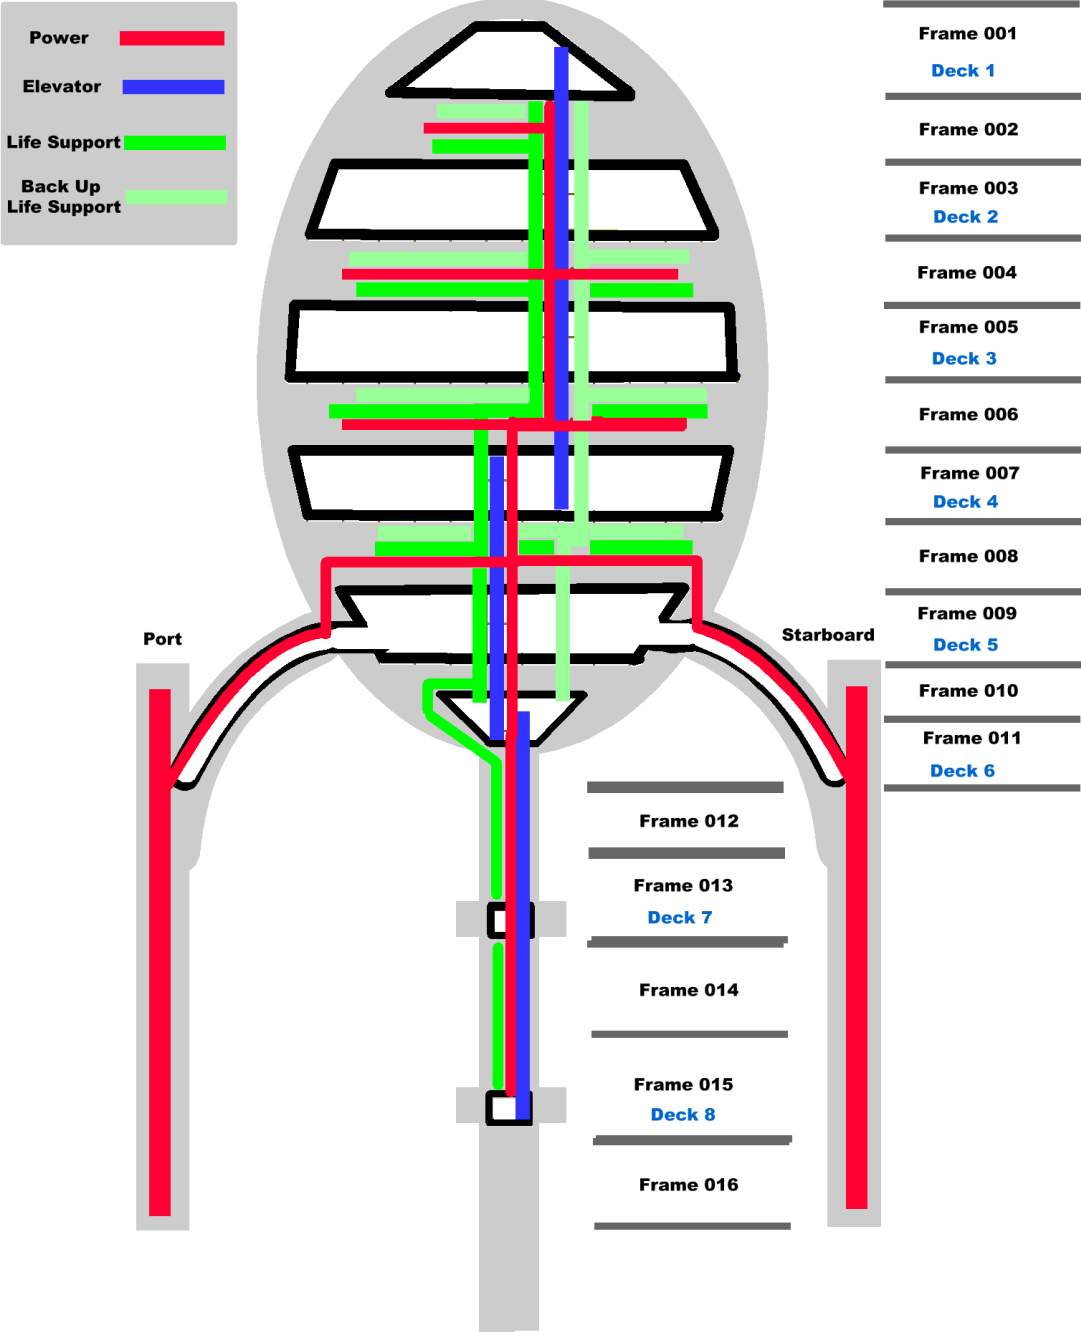 Power
Elevator
Life Support
Back Up
Life Support
Frame 001
Deck 1
Frame 002
Frame 003
Deck 2
Frame 004
Frame 005
Deck 3
Frame 006
Frame 007
Deck 4
Frame 008
Frame 009
Deck 5
Port
Starboard
Frame 010
Frame 011
Deck 6
Frame 012
Frame 013
Deck 7
Frame 014
Frame 015
Deck 8
Frame 016